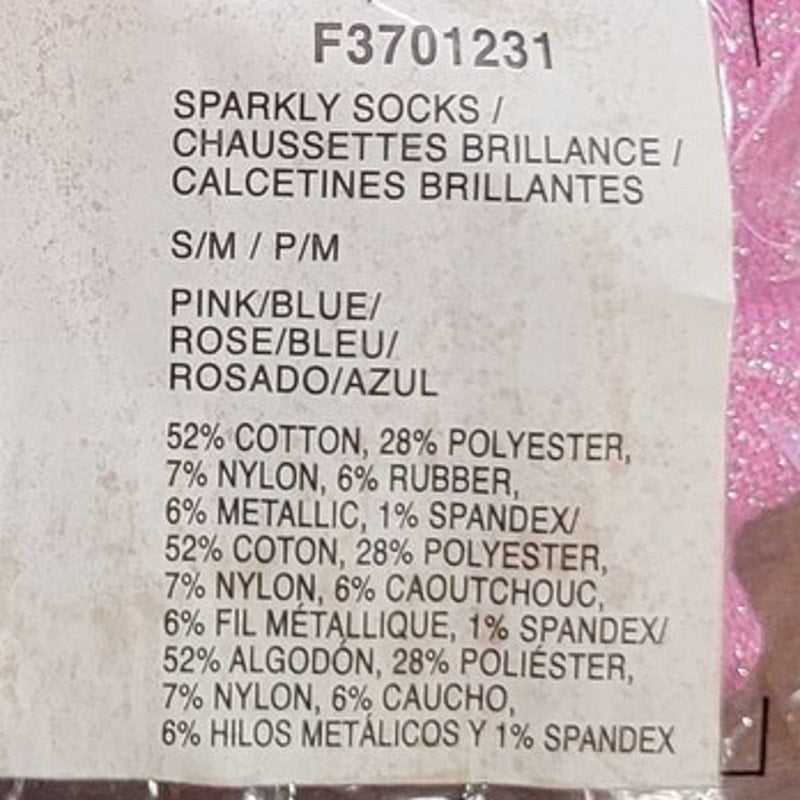 F3701231
SPARKLY SOCKS /
CHAUSSETTES BRILLANCE /
CALCETINES BRILLANTES
S/M / P/M
PINK/BLUE/
ROSE/BLEU/
ROSADO/AZUL
52% COTTON, 28% POLYESTER,
7% NYLON, 6% RUBBER,
6% METALLIC, 1% SPANDEX/
52% COTON, 28% POLYESTER,
7% NYLON, 6% CAOUTCHOUC,
6% FIL MÉTALLIQUE, 1% SPANDEX/
52% ALGODÓN, 28% POLIÉSTER,
7% NYLON, 6% CAUCHO,
6% HILOS METÁLICOS Y 1% SPANDEX